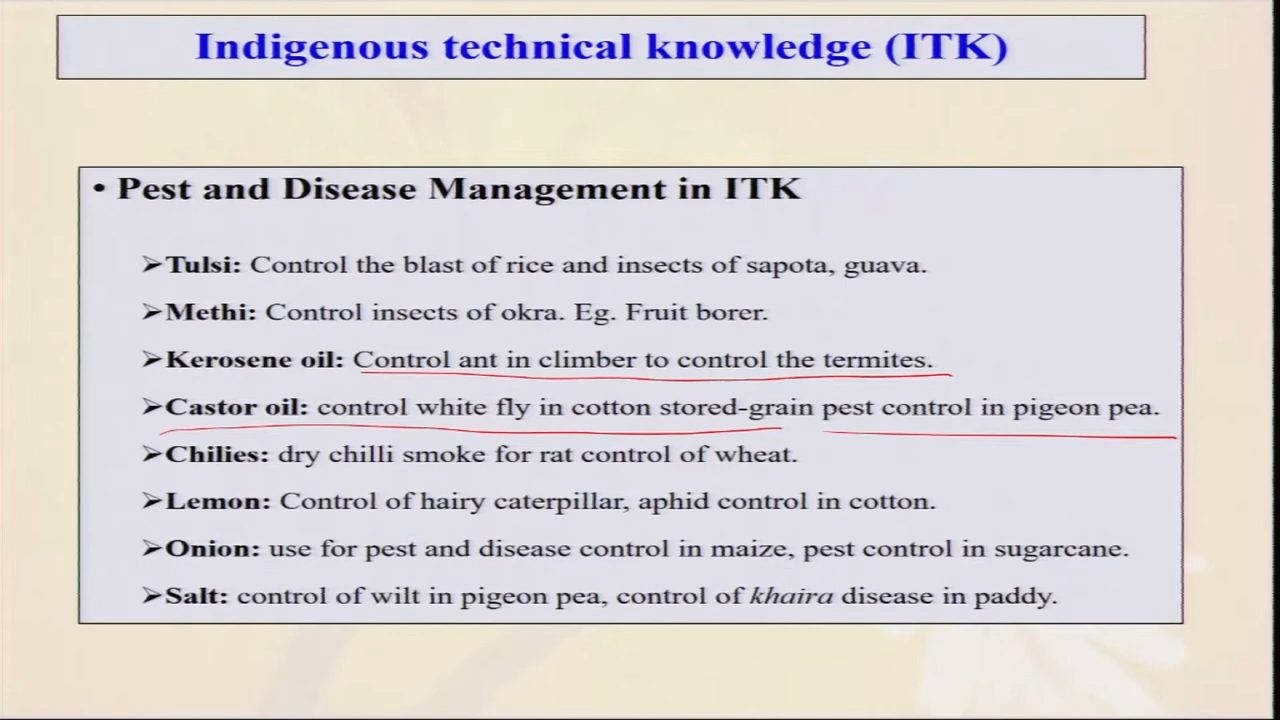 Indigenous technical knowledge (ITK)
• Pest and Disease Management in ITK
➢Tulsi: Control the blast of rice and insects of sapota, guava.
➢Methi: Control insects of okra. Eg. Fruit borer.
➢Kerosene oil: Control ant in climber to control the termites.
➢Castor oil: control white fly in cotton stored-grain pest control in pigeon pea.
➢Chilies: dry chilli smoke for rat control of wheat.
➢Lemon: Control of hairy caterpillar, aphid control in cotton.
➢Onion: use for pest and disease control in maize, pest control in sugarcane.
➢Salt: control of wilt in pigeon pea, control of khaira disease in paddy.